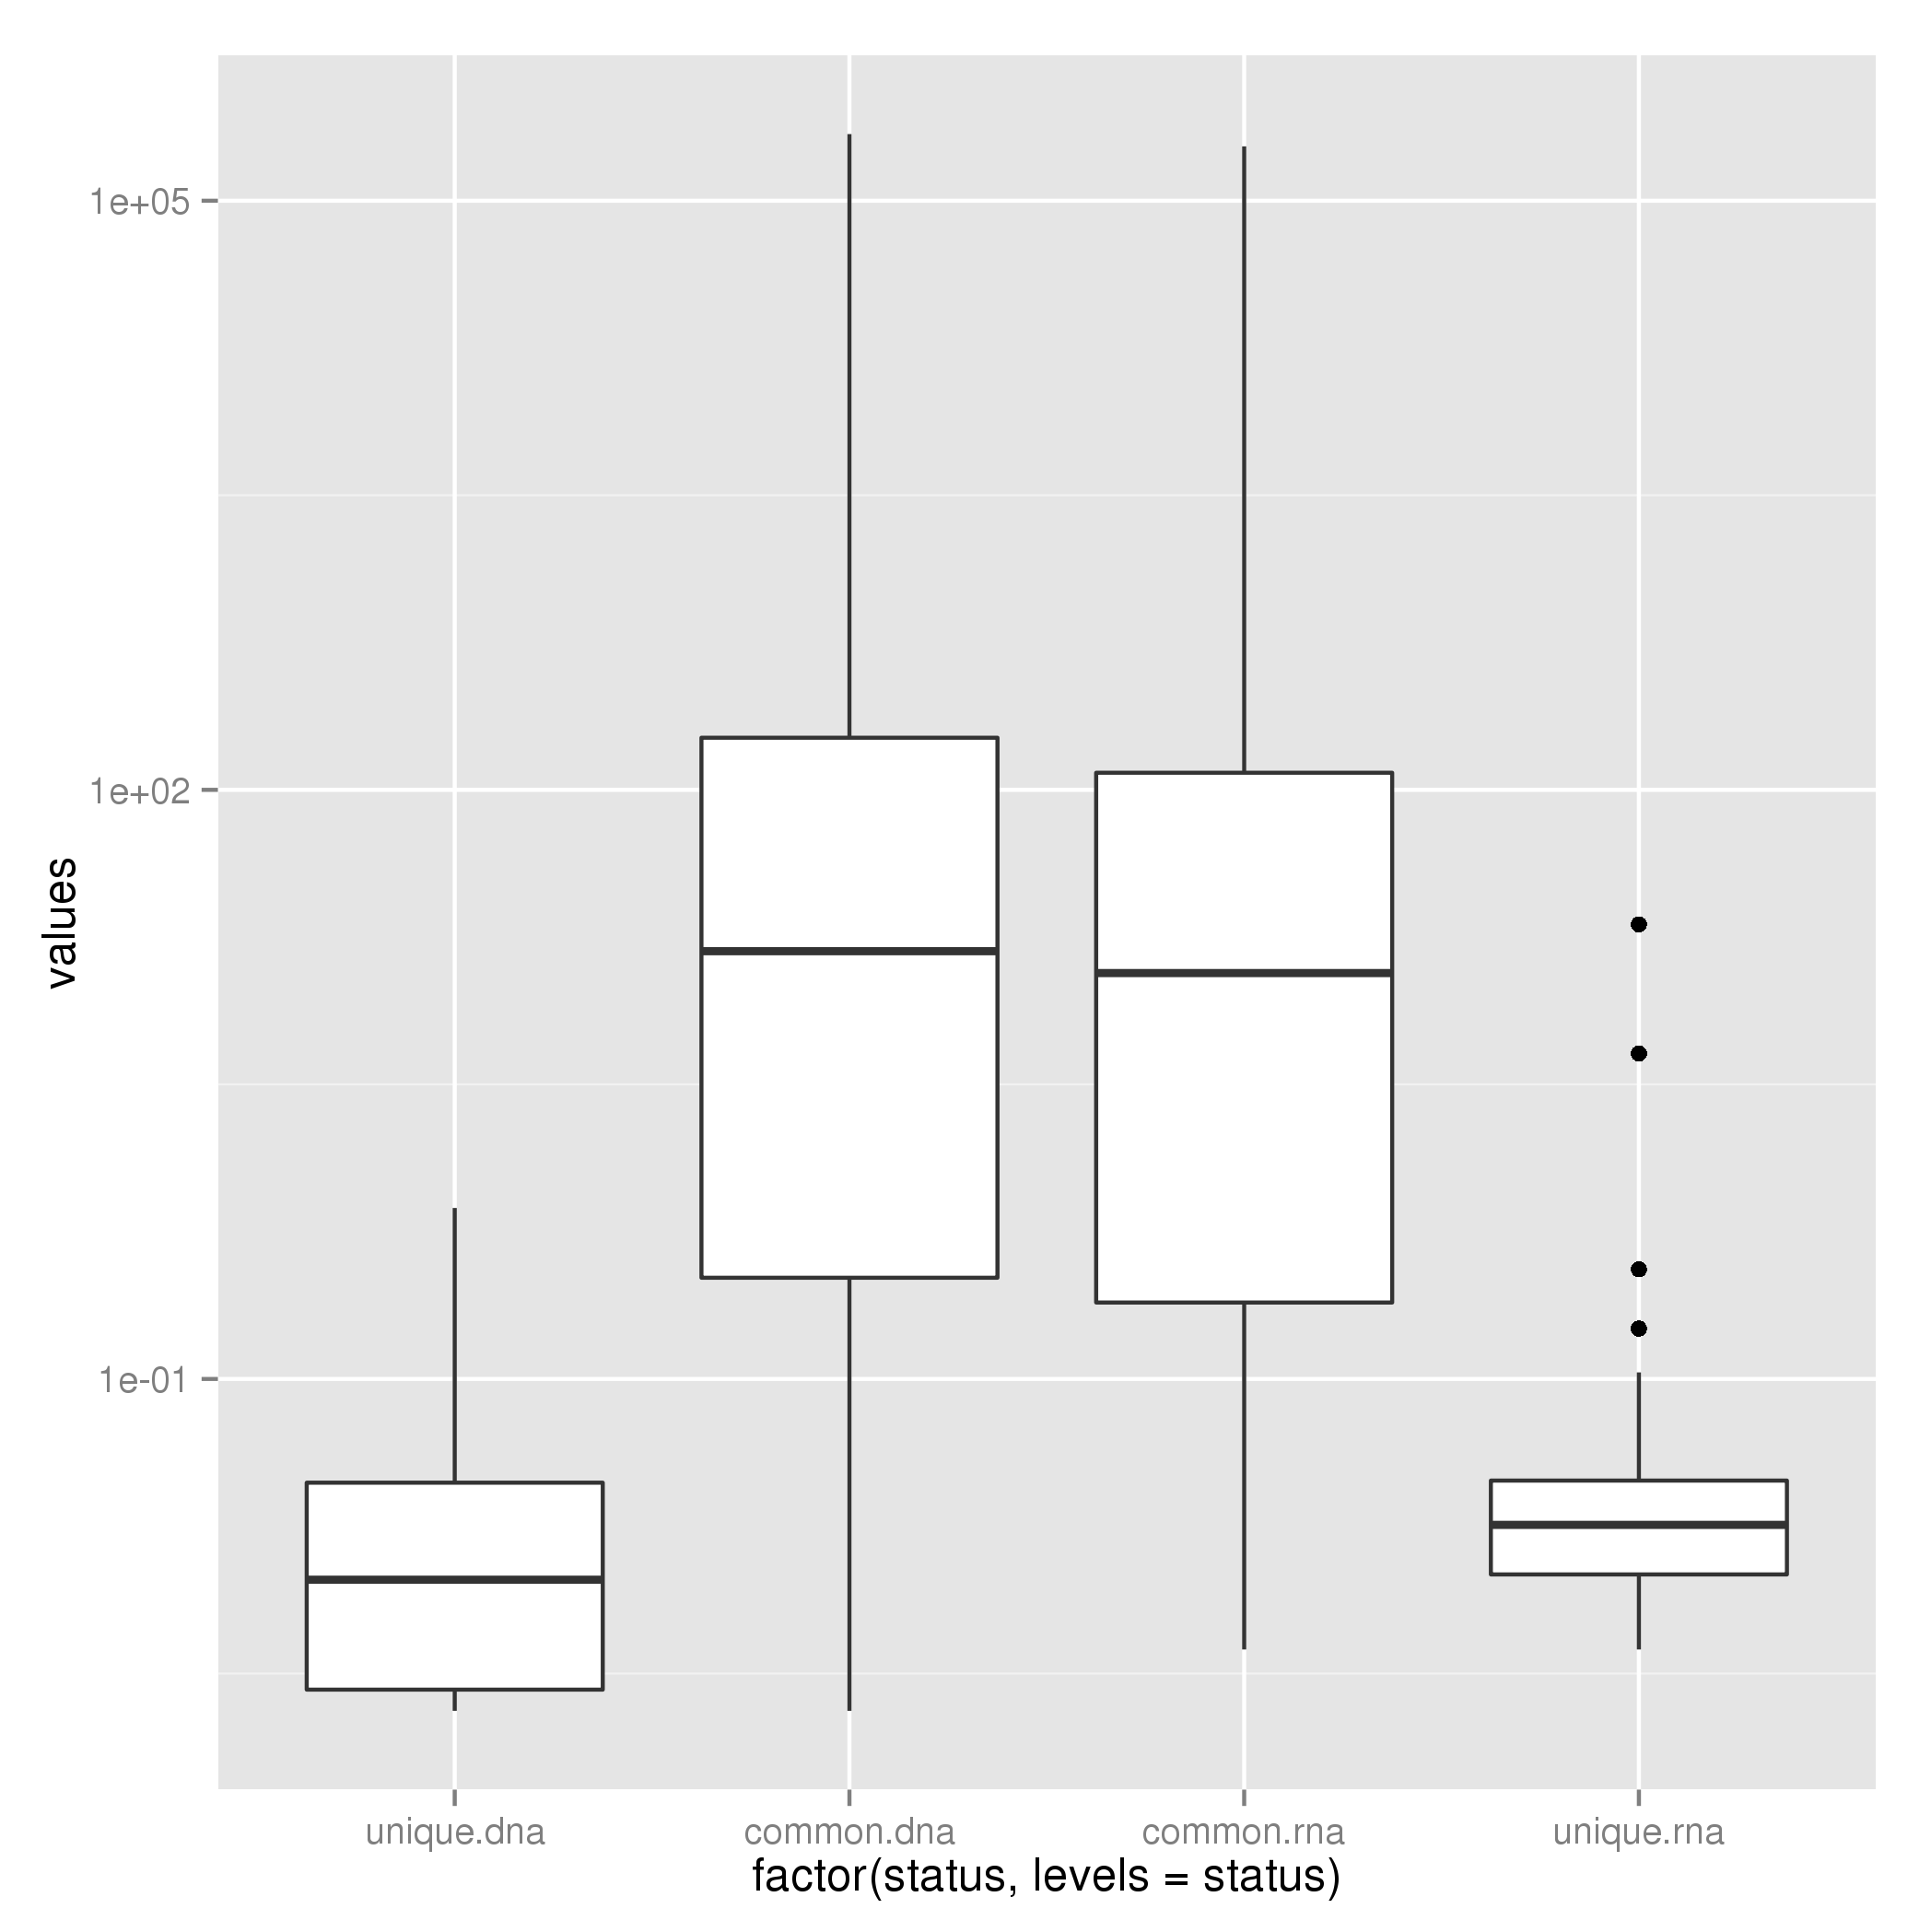 1e+05
1e+02
1e-01
values
unique.dna common.dna common.rna unique.rna
factor(status, levels = status)